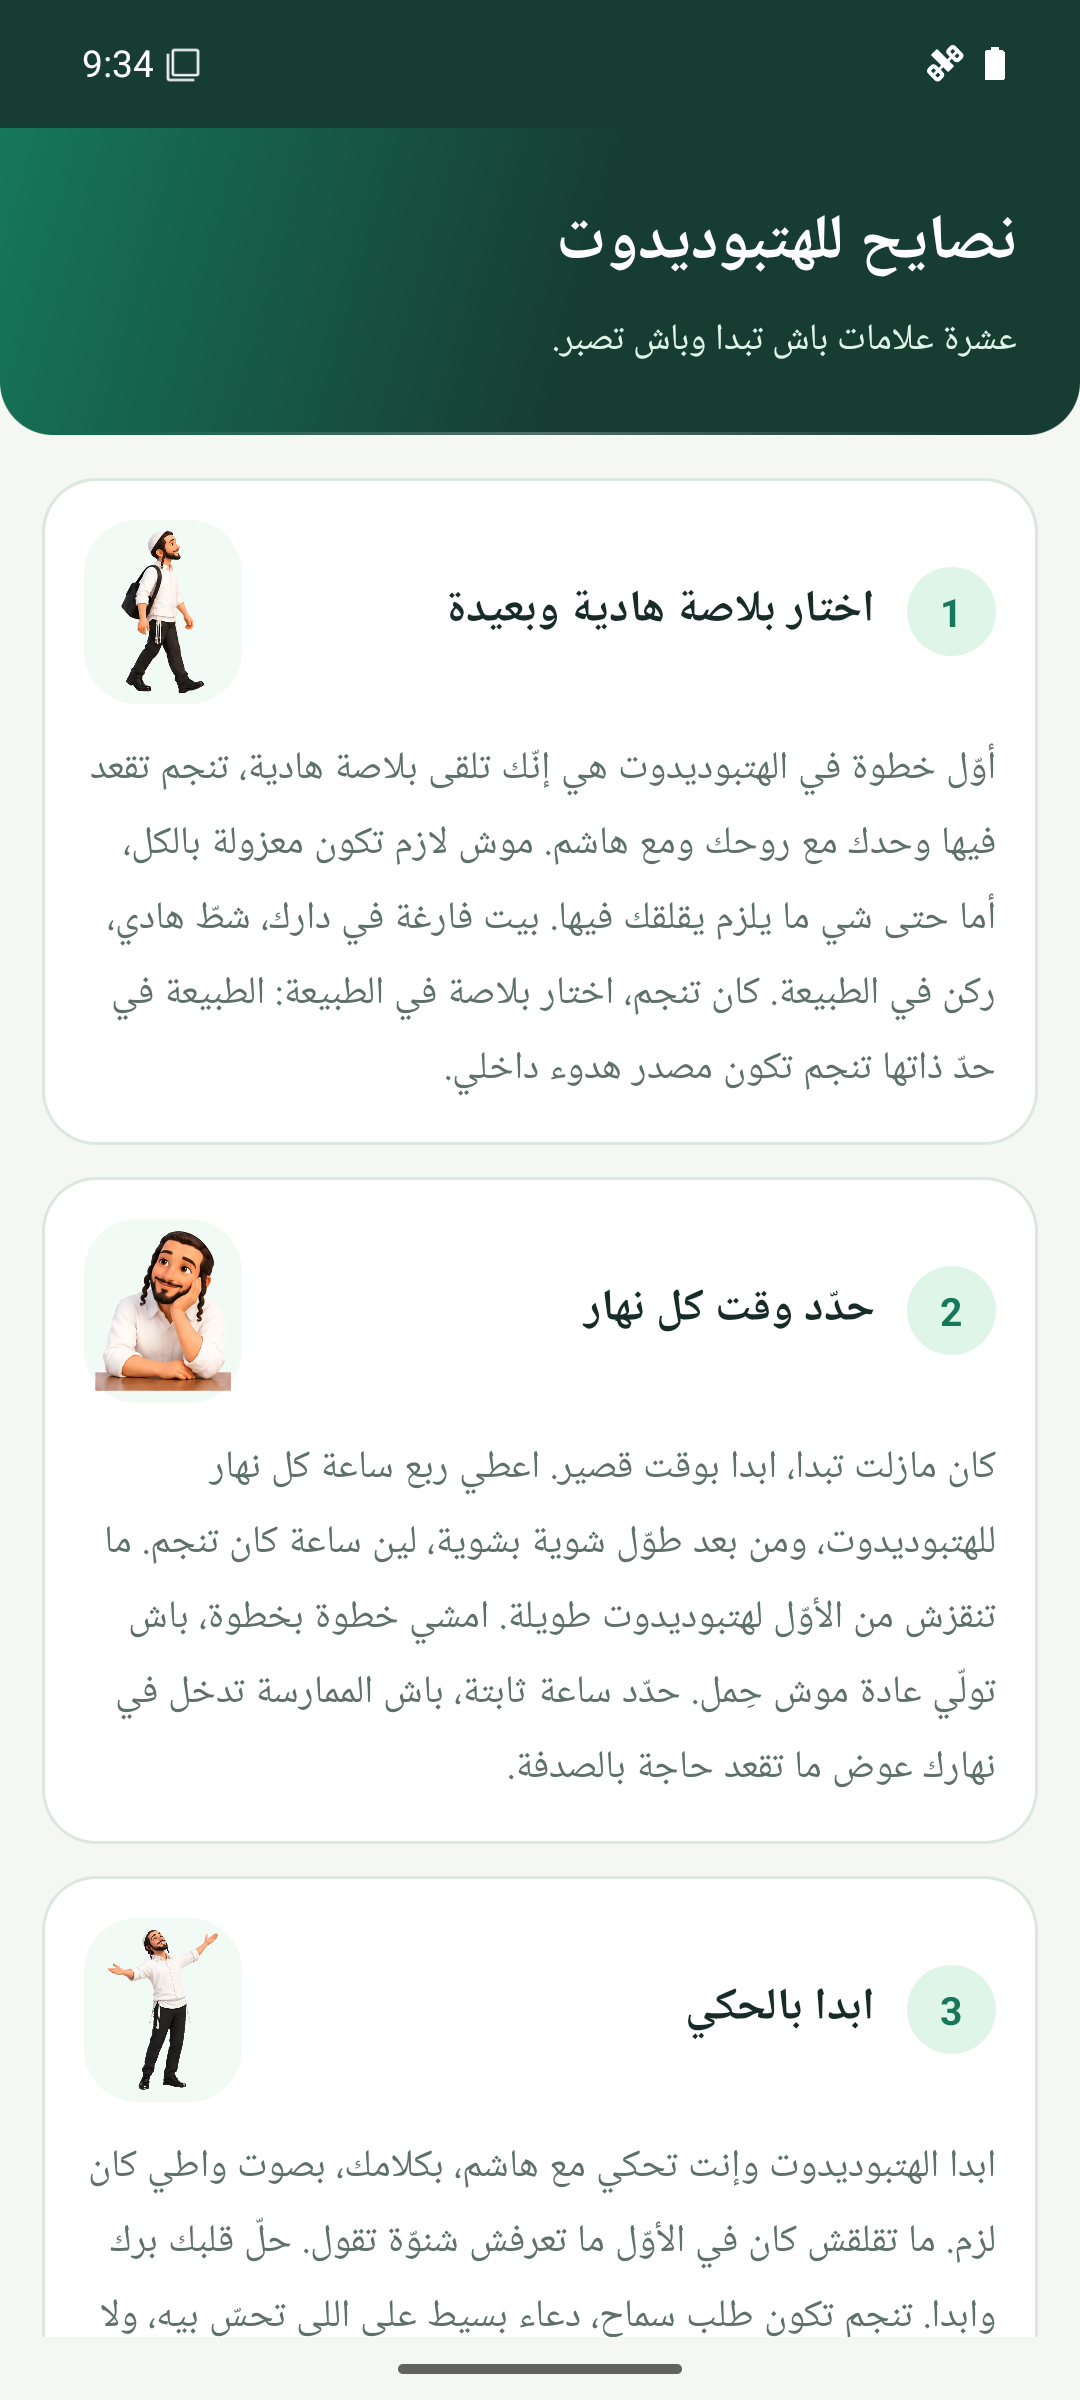 9:34
نصايح للهتبوديدوت
عشرة علامات باش تبدا وباش تصبر.
1
اختار بلاصة هادية وبعيدة
أوّل خطوة في الهتبوديدوت هي إنّك تلقى بلاصة هادية، تنجم تقعد
فيها وحدك مع روحك ومع هاشم. موش لازم تكون معزولة بالكل،
أما حتى شي ما يلزم يقلقك فيها. بيت فارغة في دارك، شطّ هادي،
ركن في الطبيعة. كان تنجم، اختار بلاصة في الطبيعة: الطبيعة في
حدّ ذاتها تنجم تكون مصدر هدوء داخلي.
2
حدّد وقت كل نهار
كان مازلت تبدا، ابدا بوقت قصير. اعطي ربع ساعة كل نهار
للهتبوديدوت، ومن بعد طوّل شوية بشوية، لين ساعة كان تنجم. ما
تنقزش من الأوّل لهتبوديدوت طويلة. امشي خطوة بخطوة، باش
تولّي عادة موش حِمل. حدّد ساعة ثابتة، باش الممارسة تدخل في
نهارك عوض ما تقعد حاجة بالصدفة.
3
ابدا بالحكي
ابدا الهتبوديدوت وإنت تحكي مع هاشم، بكلامك، بصوت واطي كان
لزم. ما تقلقش كان في الأوّل ما تعرفش شنوّة تقول. حلّ قلبك برك
وابدا. تنجم تكون طلب سماح، دعاء بسيط على اللي تحسّ بيه، ولا